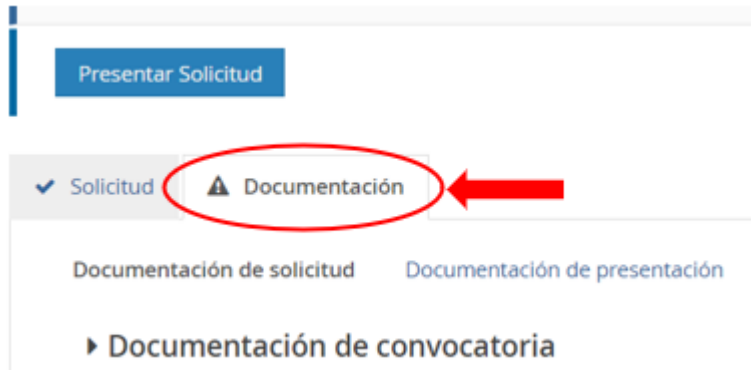 Presentar Solicitud
Solicitud Documentación
Documentación de solicitud Documentación de presentación
Documentación de convocatoria